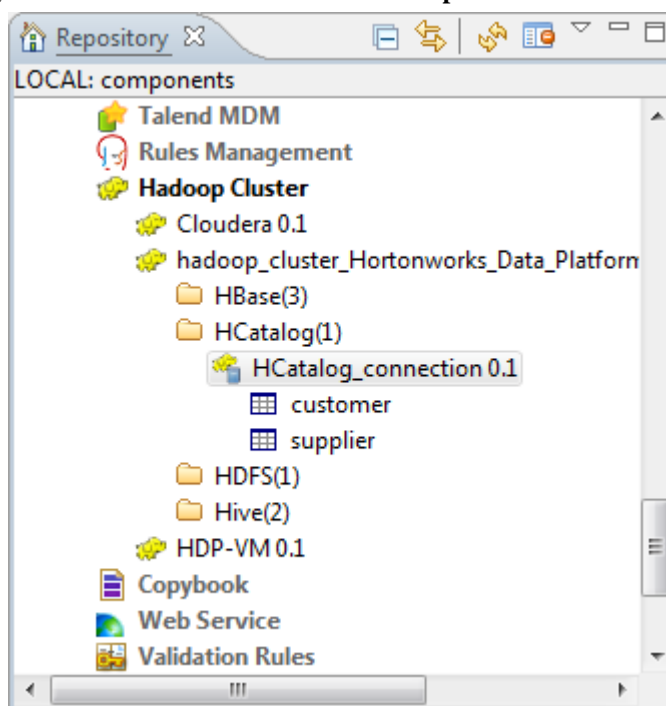 Repository
LOCAL: components
Talend MDM
Rules Management
Hadoop Cluster
Cloudera 0.1
hadoop_cluster_Hortonworks_Data_Platform
HBase(3)
HCatalog(1)
HCatalog_connection 0.1
customer
supplier
HDFS(1)
Hive(2)
HDP-VM 0.1
Copybook
Web Service
Validation Rules